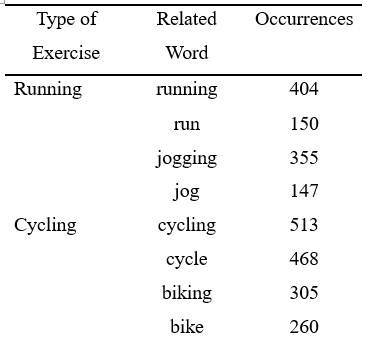 Type of Related Occurrences
Exercise Word
Running running 404
run 150
jogging 355
jog 147
Cycling cycling 513
cycle 468
biking 305
bike 260